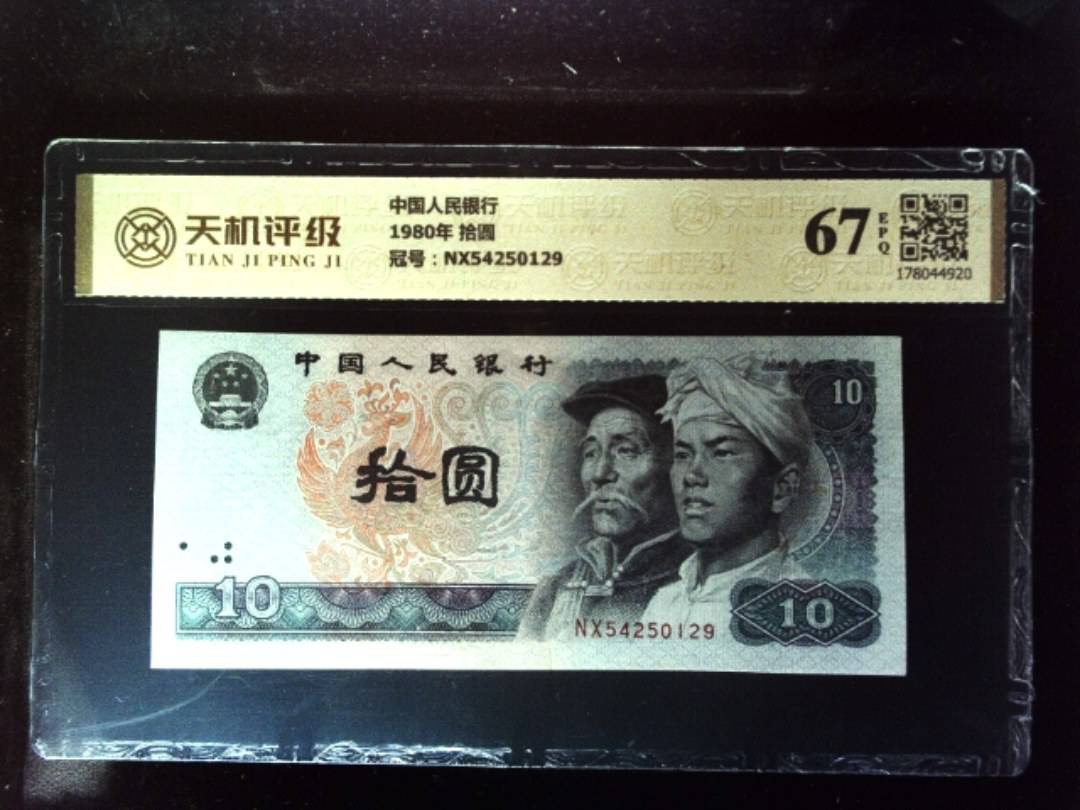 天机评级
TIAN JI PING JI
中国人民银行
1980年 拾圆
冠号：NX54250129
67
EPQ
178044920
中国人民银行
10
拾圆
10
NX54250129
10